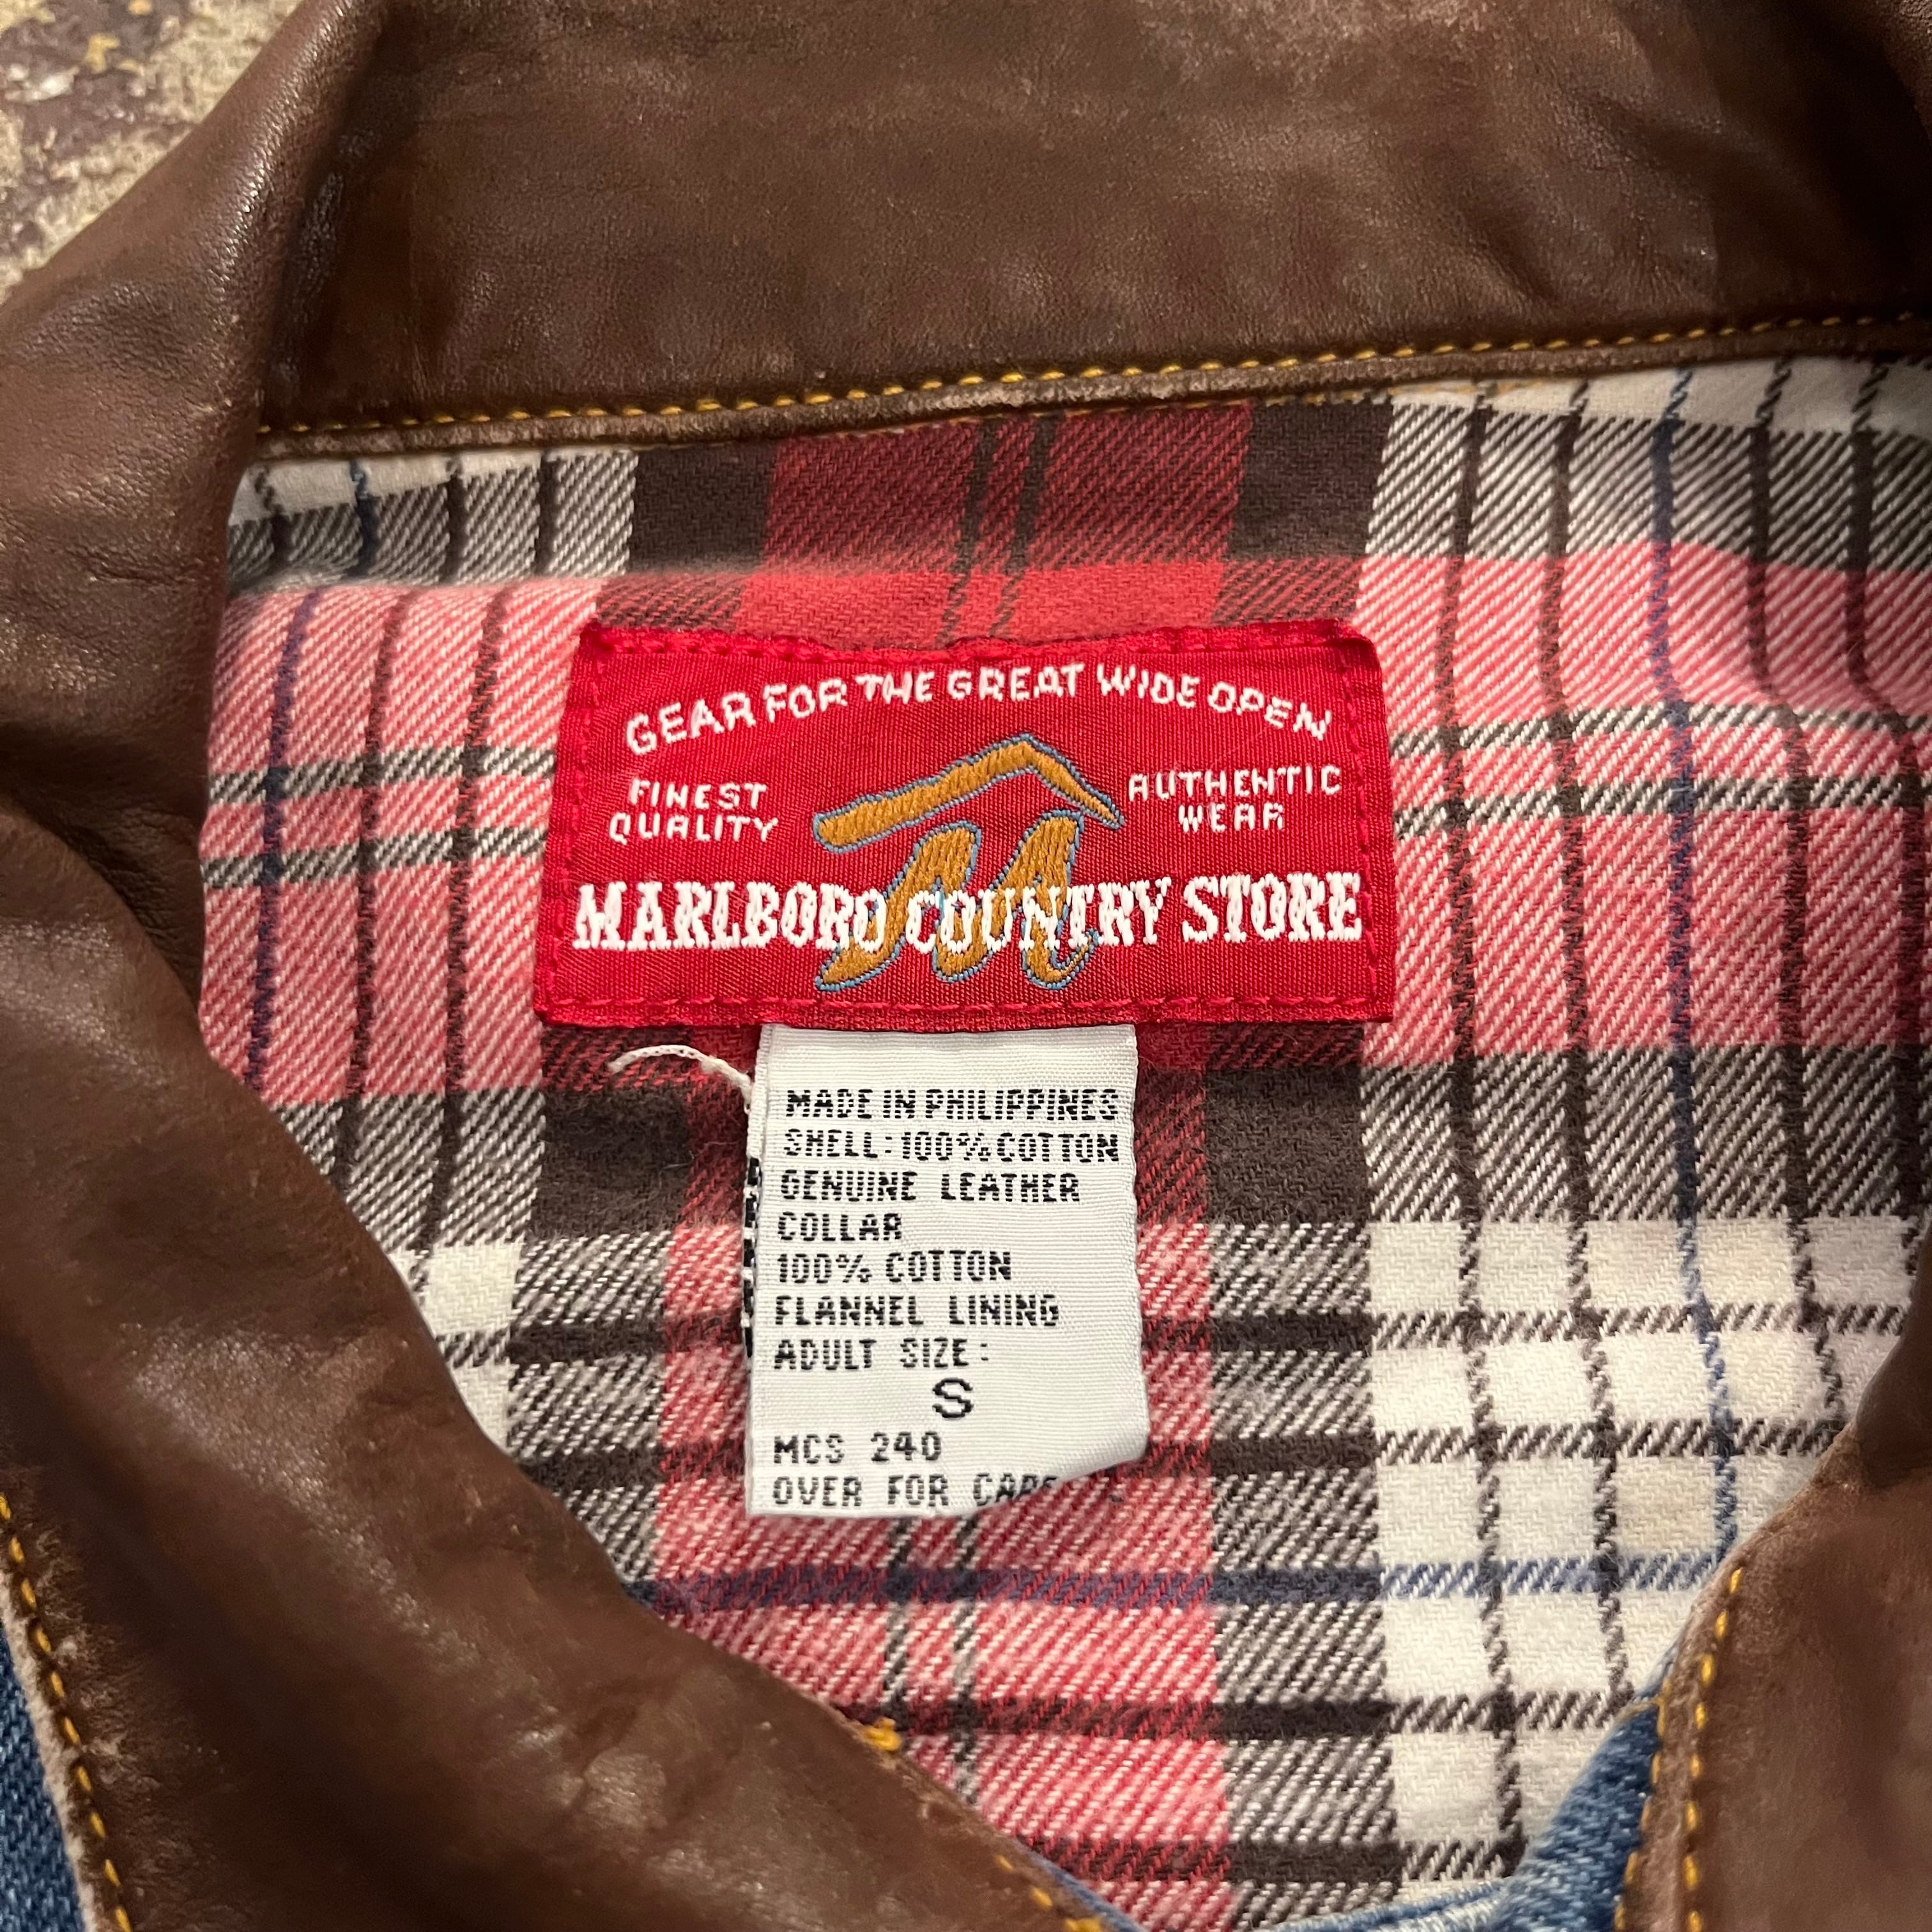 GEAR FOR THE GREAT WIDE OPEN
FINEST
QUALITY
AUTHENTIC
WEAR
MARLBORO COUNTRY STORE
MADE IN PHILIPPINES
SHELL: 100% COTTON
GENUINE LEATHER
COLLAR
100% COTTON
FLANNEL LINING
ADULT SIZE:
S
MCS 240
OVER FOR